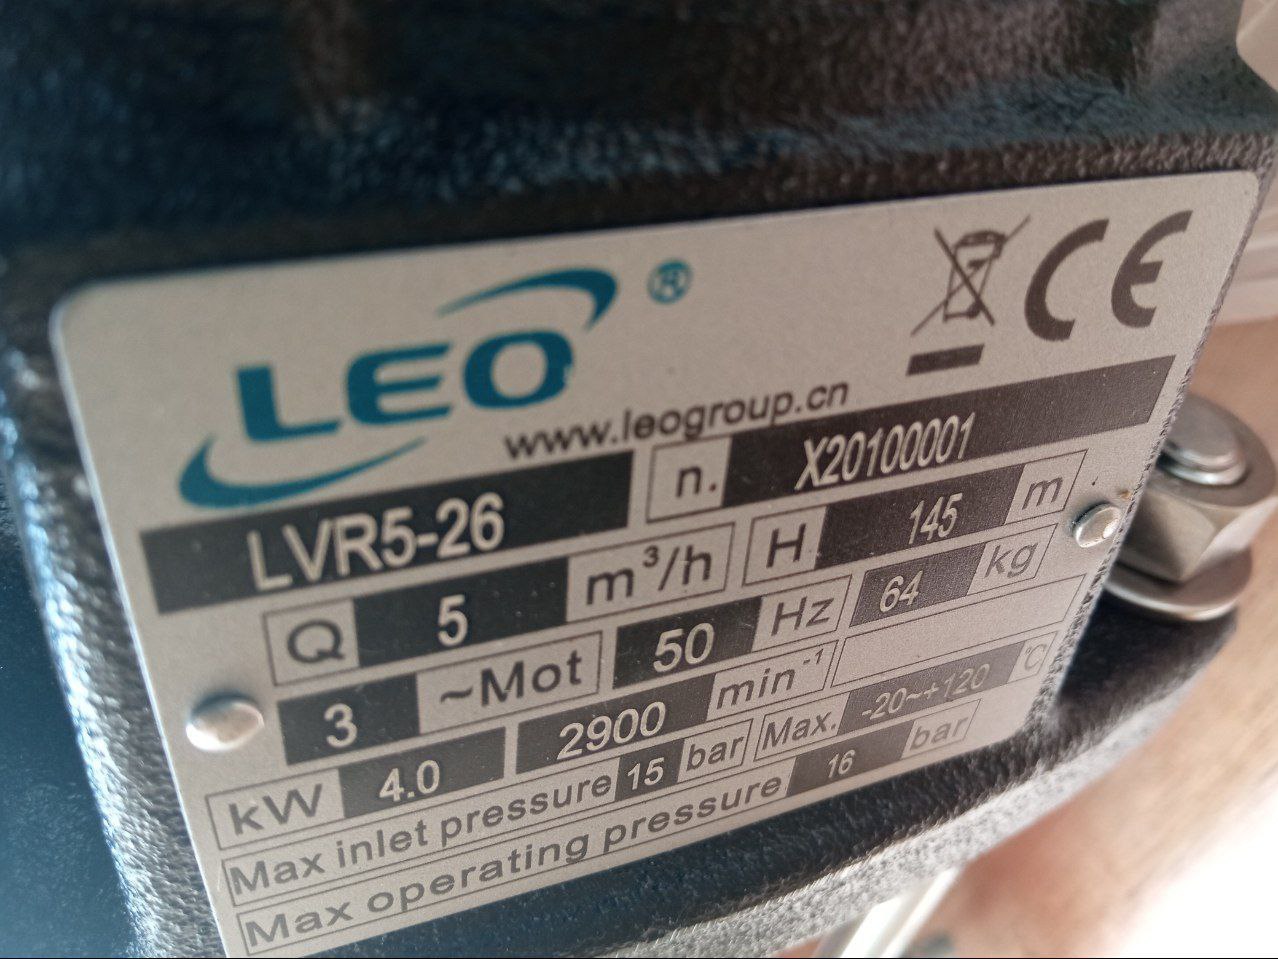 LEO ®
CE
www.leogroup.cn
LVR5-26 n. X20100001
Q 5 m³/h H 145 m
3 ~Mot 50 Hz 64 kg
kW 4.0 2900 min⁻¹
Max inlet pressure 15 bar Max. -20~+120 ℃
Max operating pressure 16 bar